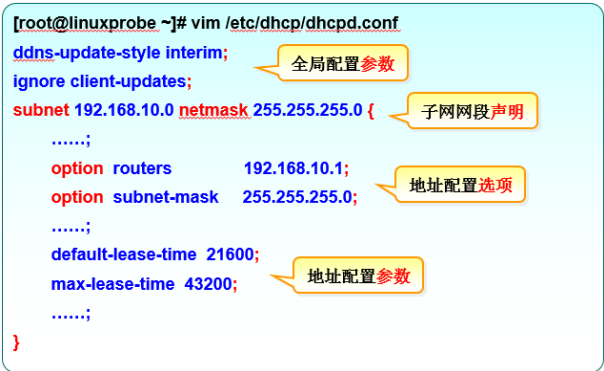 [root@linuxprobe ~]# vim /etc/dhcp/dhcpd.conf
ddns-update-style interim;
全局配置参数
ignore client-updates;
subnet 192.168.10.0 netmask 255.255.255.0 {
子网网段声明
……;
option routers 192.168.10.1;
地址配置选项
option subnet-mask 255.255.255.0;
……;
default-lease-time 21600;
地址配置参数
max-lease-time 43200;
……;
}